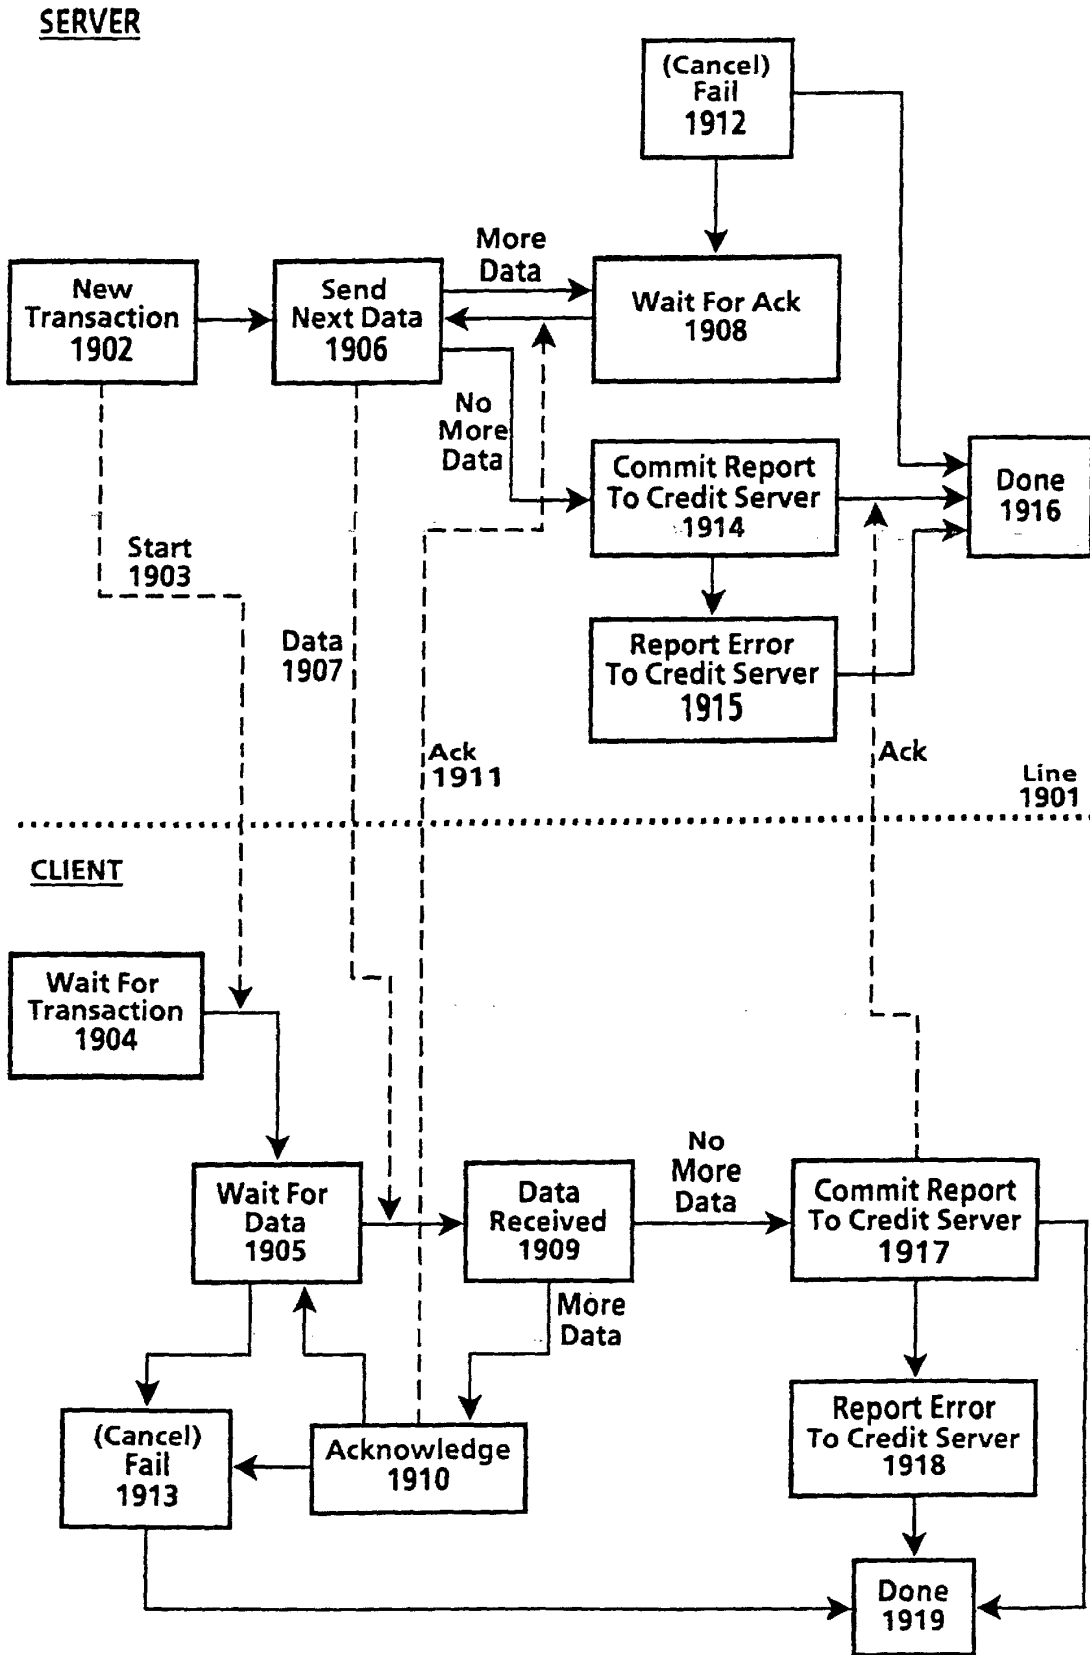 SERVER
(Cancel)
Fail
1912
More
Data
New
Transaction
1902
Send
Next Data
1906
Wait For Ack
1908
No
More
Data
Commit Report
To Credit Server
1914
Done
1916
Start
1903
Data
1907
Report Error
To Credit Server
1915
Ack
1911
Ack
Line
1901
CLIENT
Wait For
Transaction
1904
Wait For
Data
1905
Data
Received
1909
No
More
Data
Commit Report
To Credit Server
1917
More
Data
(Cancel)
Fail
1913
Acknowledge
1910
Report Error
To Credit Server
1918
Done
1919